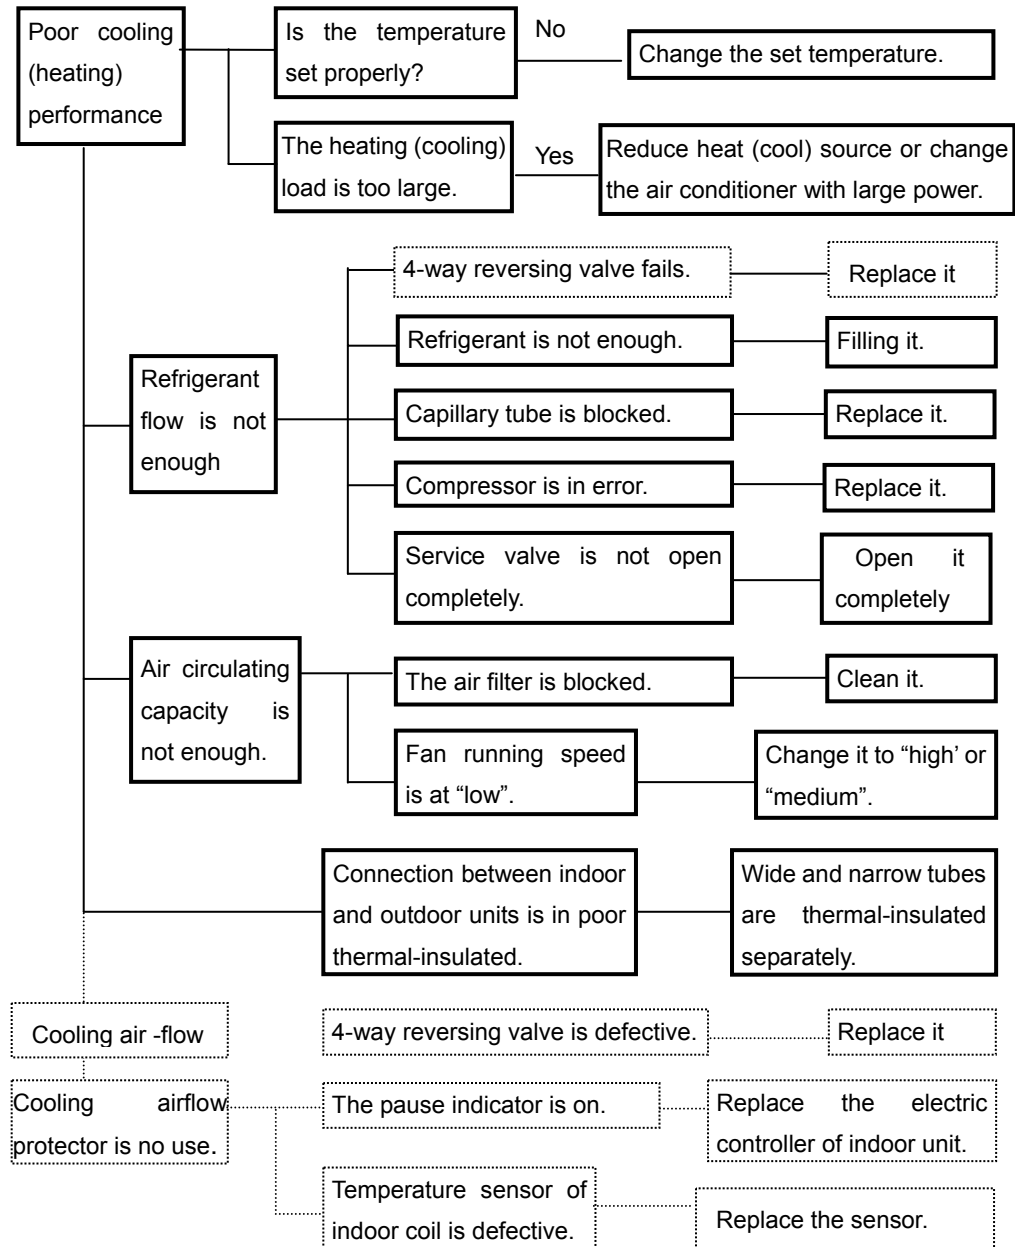 Poor cooling
(heating)
performance
Is the temperature
set properly?
No
Change the set temperature.
The heating (cooling)
load is too large.
Yes
Reduce heat (cool) source or change
the air conditioner with large power.
Refrigerant
flow is not
enough
4-way reversing valve fails.
Replace it
Refrigerant is not enough.
Filling it.
Capillary tube is blocked.
Replace it.
Compressor is in error.
Replace it.
Service valve is not open
completely.
Open it
completely
Air circulating
capacity is
not enough.
The air filter is blocked.
Clean it.
Fan running speed
is at “low”.
Change it to “high’ or
“medium”.
Connection between indoor
and outdoor units is in poor
thermal-insulated.
Wide and narrow tubes
are thermal-insulated
separately.
Cooling air -flow
4-way reversing valve is defective.
Replace it
Cooling airflow
protector is no use.
The pause indicator is on.
Replace the electric
controller of indoor unit.
Temperature sensor of
indoor coil is defective.
Replace the sensor.